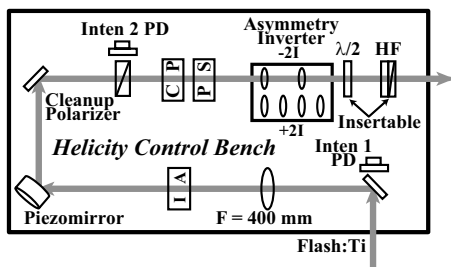 Asymmetry
Inverter
-2I
Inten 2 PD
λ/2
HF
C P
P S
Cleanup
Polarizer
+2I
Insertable
Helicity Control Bench
Inten 1
PD
I A
Piezomirror
F = 400 mm
Flash:Ti